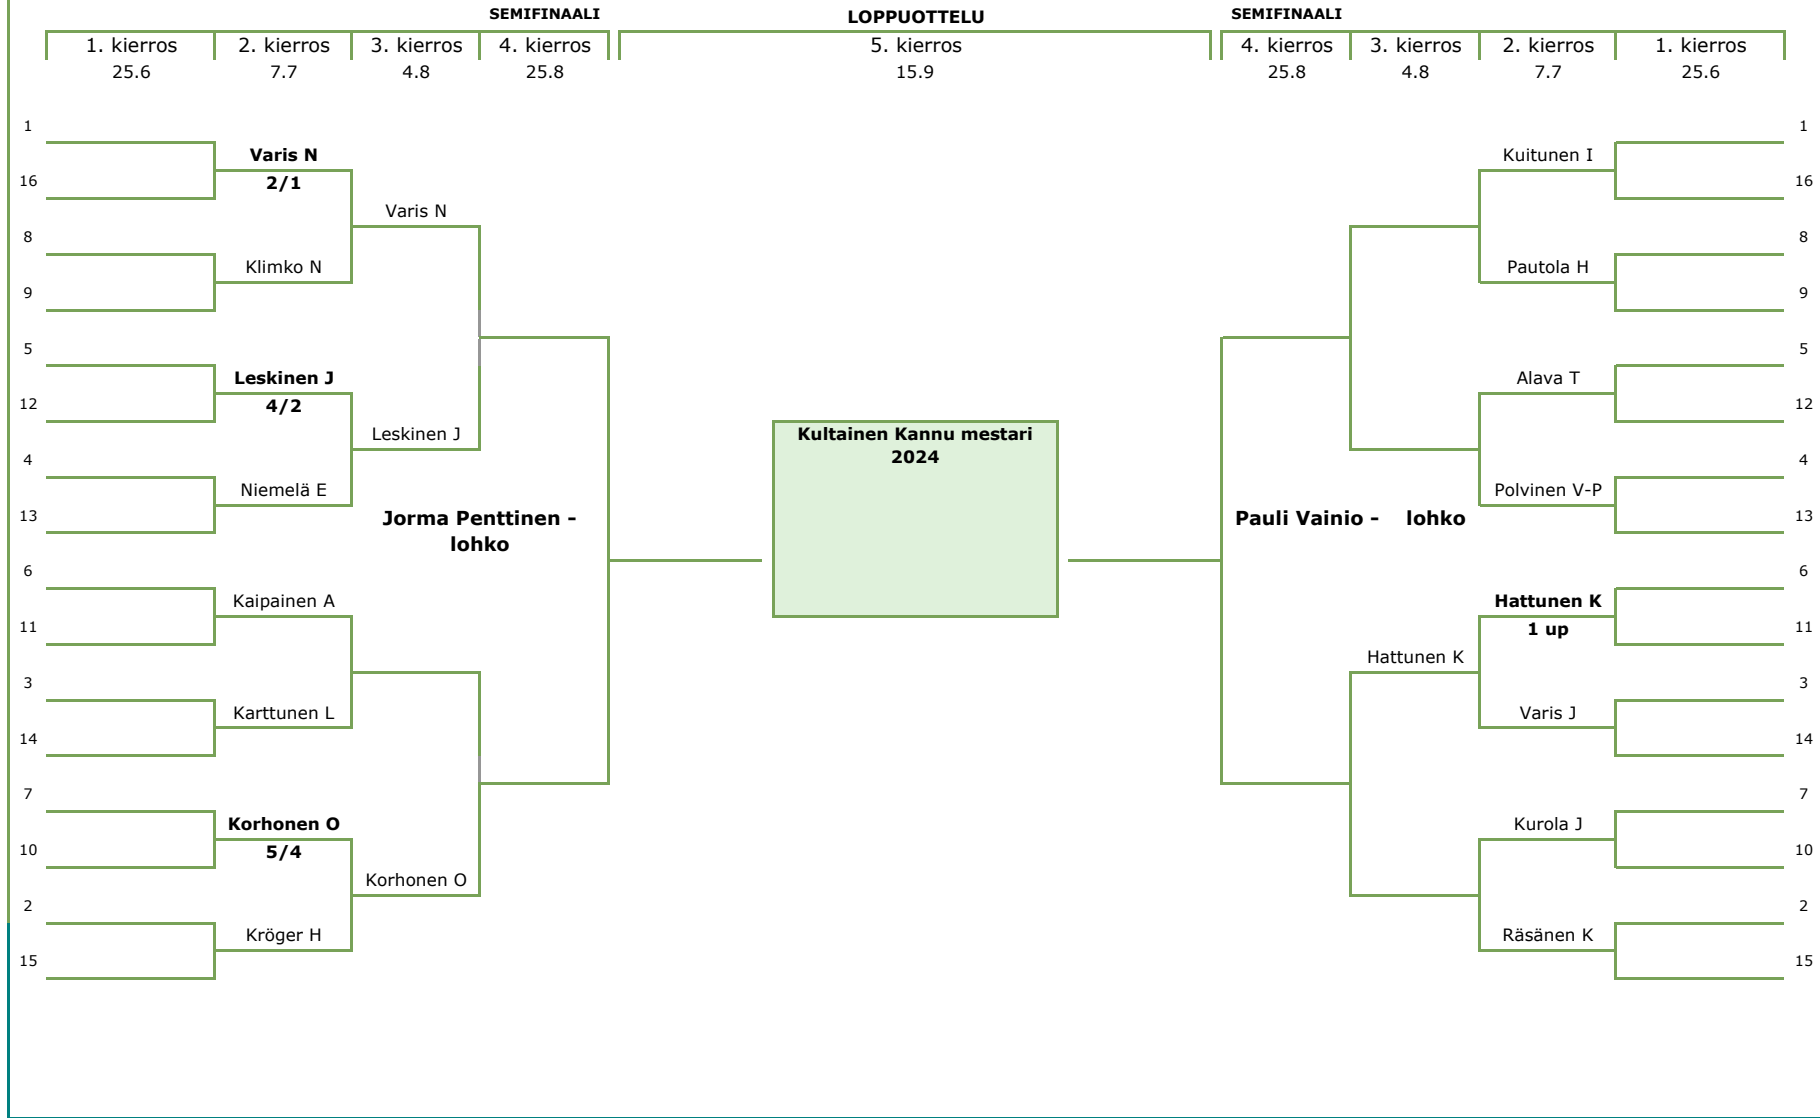 SEMIFINAALI LOPPUOTTELU SEMIFINAALI
1. kierros 2. kierros 3. kierros 4. kierros 5. kierros 4. kierros 3. kierros 2. kierros 1. kierros
25.6 7.7 4.8 25.8 15.9 25.8 4.8 7.7 25.6
1 1
Varis N Kuitunen I
16 2/1 16
Varis N
8 8
Klimko N Pautola H
9 9
5 5
Leskinen J Alava T
12 4/2 12
Leskinen J Kultainen Kannu mestari
4 2024 4
Niemelä E Polvinen V-P
13 Jorma Penttinen - Pauli Vainio - lohko 13
lohko
6 6
Kaipainen A Hattunen K
11 1 up 11
Hattunen K
3 3
Karttunen L Varis J
14 14
7 7
Korhonen O Kurola J
10 5/4 10
Korhonen O
2 2
Kröger H Räsänen K
15 15